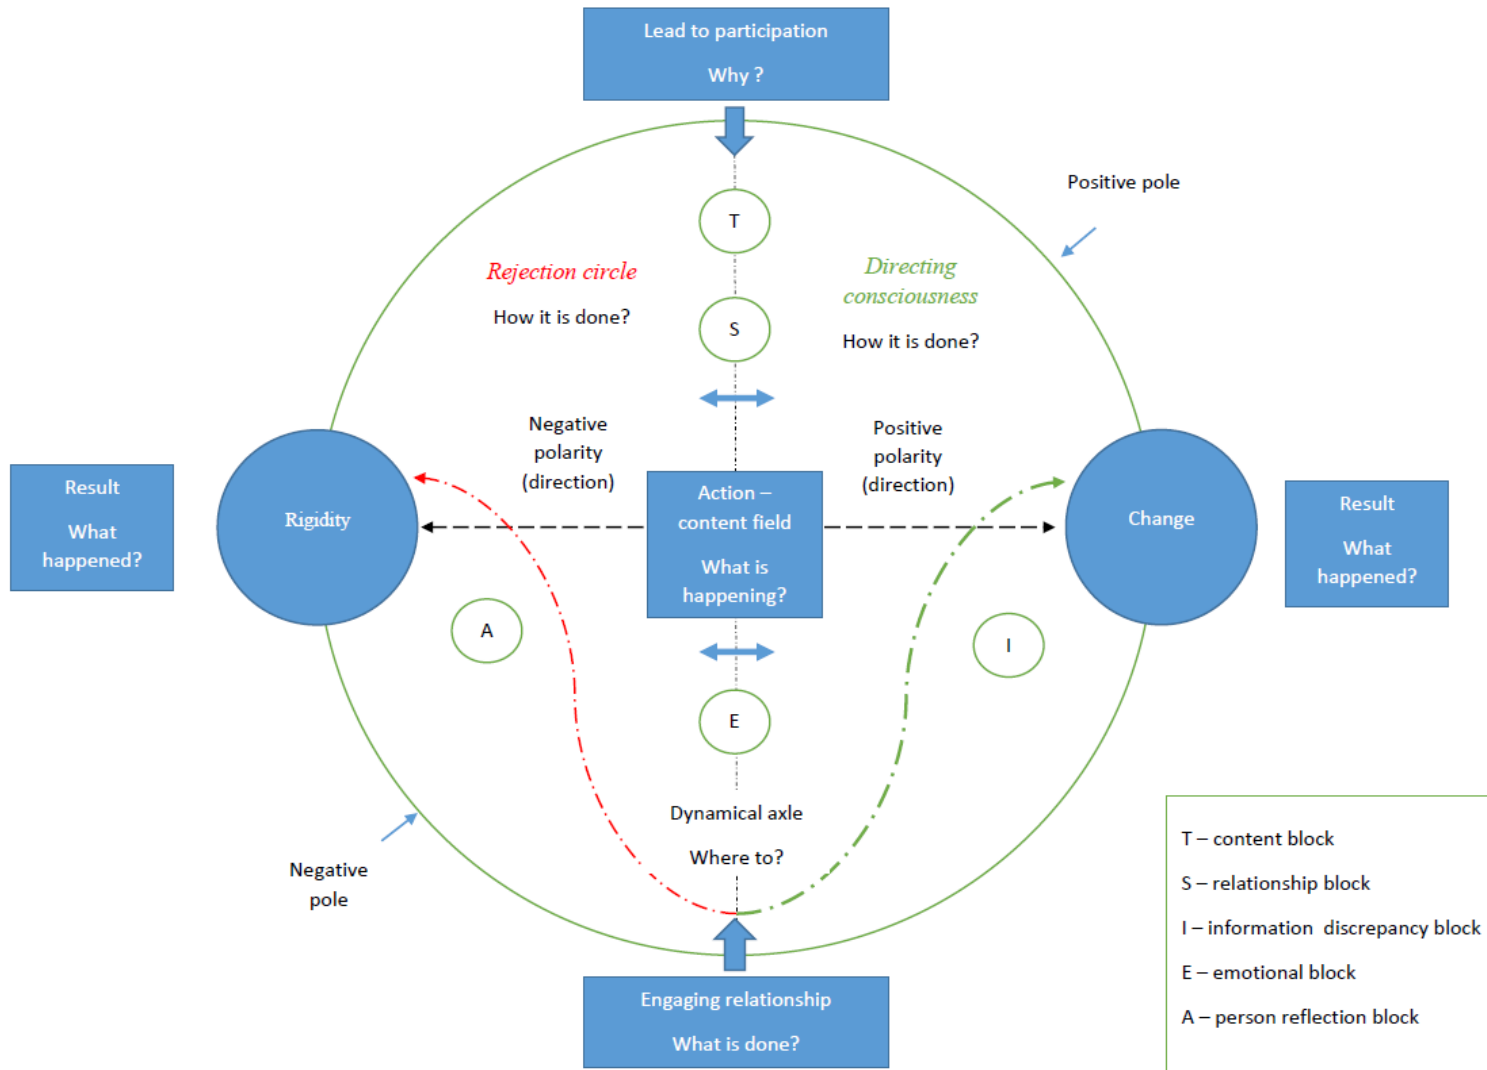 Lead to participation
Why ?
Positive pole
T
Rejection circle
How it is done?
Directing
consciousness
How it is done?
S
Negative
polarity
(direction)
Positive
polarity
(direction)
Result
What
happened?
Rigidity
Action –
content field
What is
happening?
Change
Result
What
happened?
A
I
E
Dynamical axle
Where to?
Negative
pole
Engaging relationship
What is done?
T – content block
S – relationship block
I – information  discrepancy block
E – emotional block
A – person reflection block